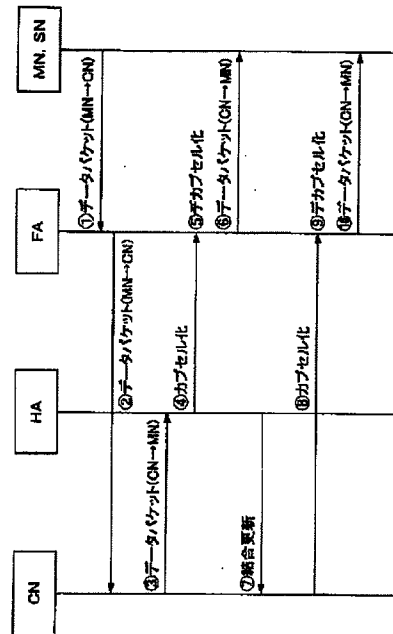 CN
HA
FA
MN, SN
①データパケット(MN→CN)
②データパケット(MN→CN)
③データパケット(CN→MN)
④カプセル化
⑤デカプセル化
⑥データパケット(CN→MN)
⑦結合更新
⑧カプセル化
⑨デカプセル化
⑩データパケット(CN→MN)